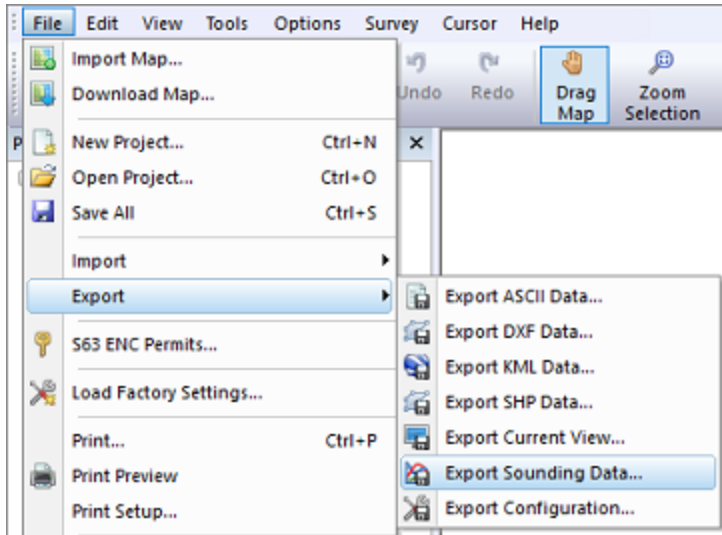 File Edit View Tools Options Survey Cursor Help
Import Map...
Download Map...
Undo Redo Drag Map Zoom Selection
P
New Project... Ctrl+N
Open Project... Ctrl+O
Save All Ctrl+S
Import
Export
Export ASCII Data...
S63 ENC Permits...
Export DXF Data...
Export KML Data...
Load Factory Settings...
Export SHP Data...
Print... Ctrl+P
Export Current View...
Print Preview
Export Sounding Data...
Print Setup...
Export Configuration...